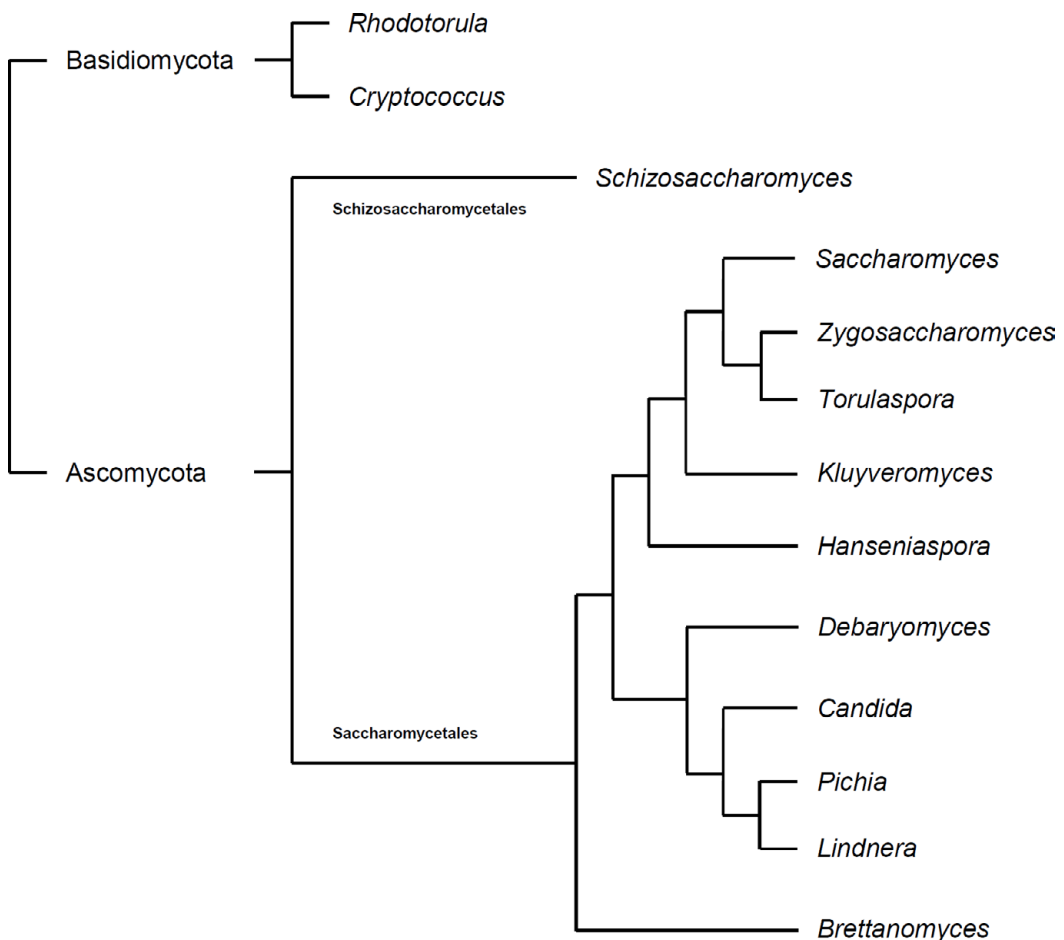 Rhodotorula
Basidiomycota
Cryptococcus
Schizosaccharomyces
Schizosaccharomycetales
Saccharomyces
Zygosaccharomyces
Torulaspora
Ascomycota
Kluyveromyces
Hanseniaspora
Debaryomyces
Candida
Saccharomycetales
Pichia
Lindnera
Brettanomyces